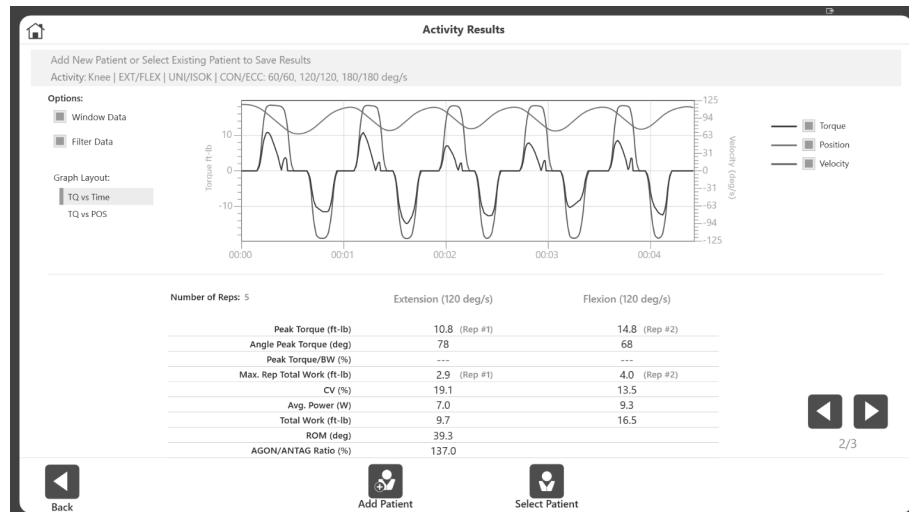 Activity Results
Add New Patient or Select Existing Patient to Save Results
Activity: Knee | EXT/FLEX | UNI/ISOK | CON/ECC: 60/60, 120/120, 180/180 deg/s
Options:
Window Data
Filter Data
Graph Layout:
TQ vs Time
TQ vs POS
Torque ft-lb
10
0
-10
125
94
63
31
0
-31
-63
-94
-125
Velocity (deg/s)
00:00 00:01 00:02 00:03 00:04
Torque
Position
Velocity
Number of Reps: 5 Extension (120 deg/s) Flexion (120 deg/s)
Peak Torque (ft-lb) 10.8 (Rep #1) 14.8 (Rep #2)
Angle Peak Torque (deg) 78 68
Peak Torque/BW (%) --- ---
Max. Rep Total Work (ft-lb) 2.9 (Rep #1) 4.0 (Rep #2)
CV (%) 19.1 13.5
Avg. Power (W) 7.0 9.3
Total Work (ft-lb) 9.7 16.5
ROM (deg) 39.3
AGON/ANTAG Ratio (%) 137.0
2/3
Back Add Patient Select Patient